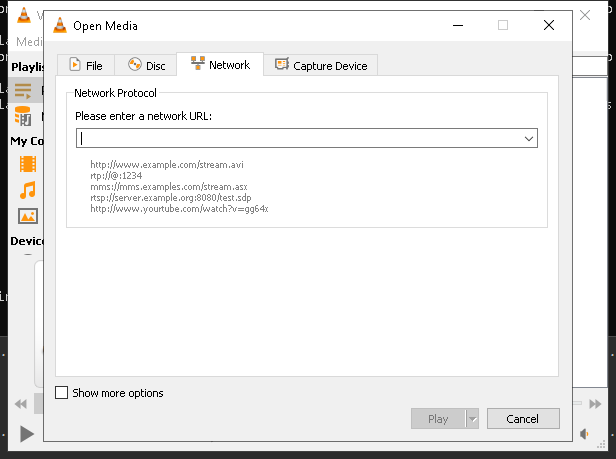 Open Media
Medi
Playlis
My Co
Device
File
Disc
Network
Capture Device
Network Protocol
Please enter a network URL:
http://www.example.com/stream.avi
rtp://@:1234
mms://mms.examples.com/stream.asx
rtsp://server.example.org:8080/test.sdp
http://www.yourtube.com/watch?v=gg64x
Show more options
Play
Cancel